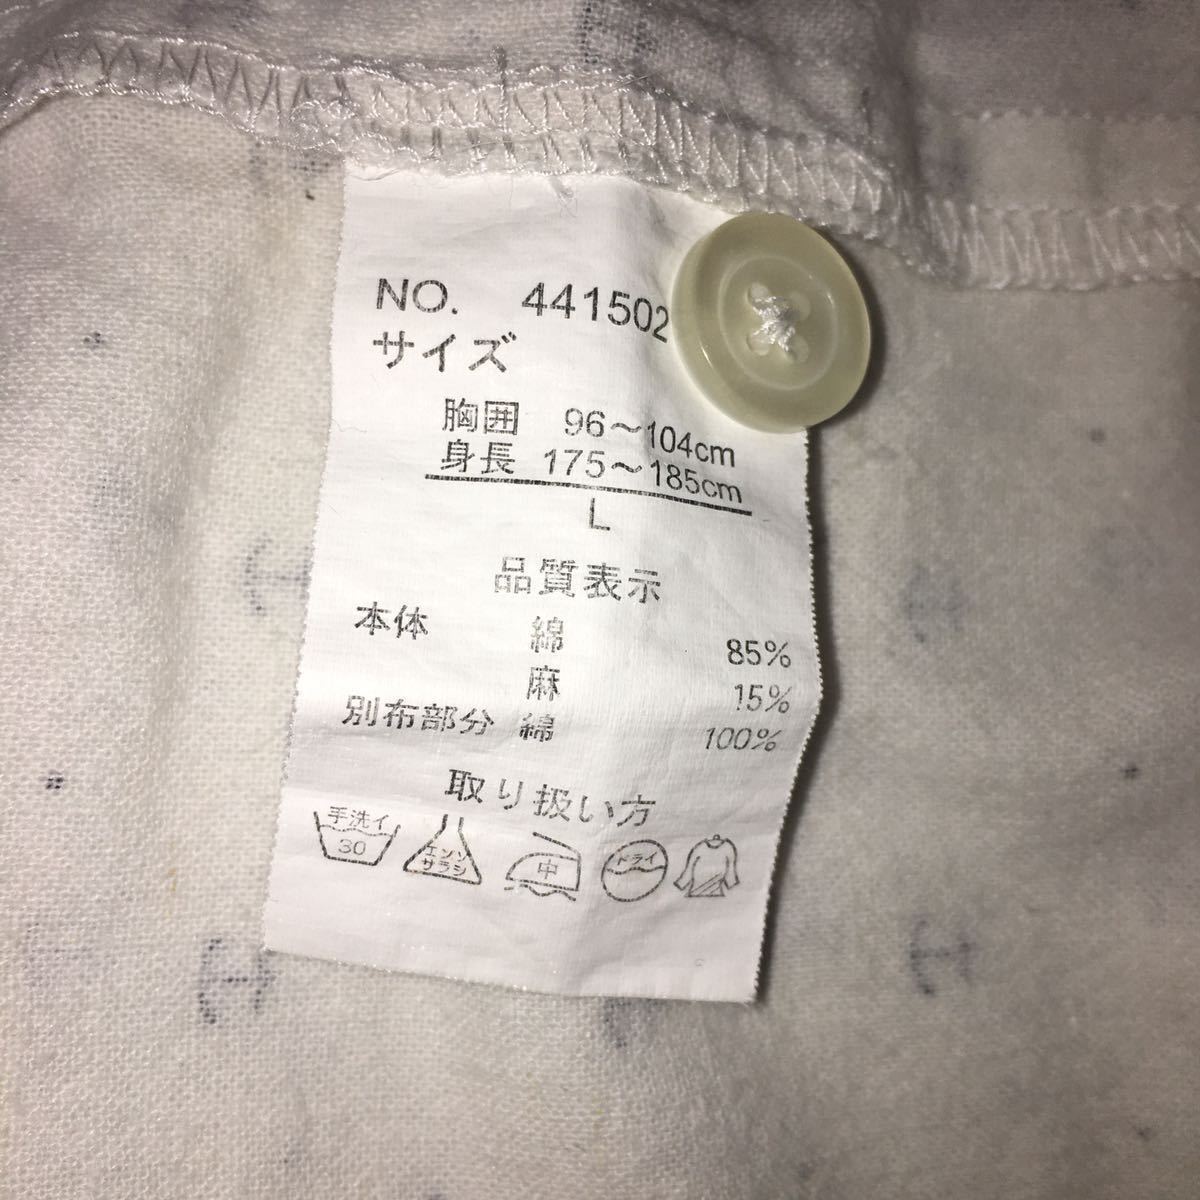 NO. 441502
サイズ
胸囲 96～104cm
身長 175～185cm
L
品質表示
本体 綿 85%
麻 15%
別布部分 綿 100%
取り扱い方
手洗イ 30
エンソ サラシ
中
ドライ